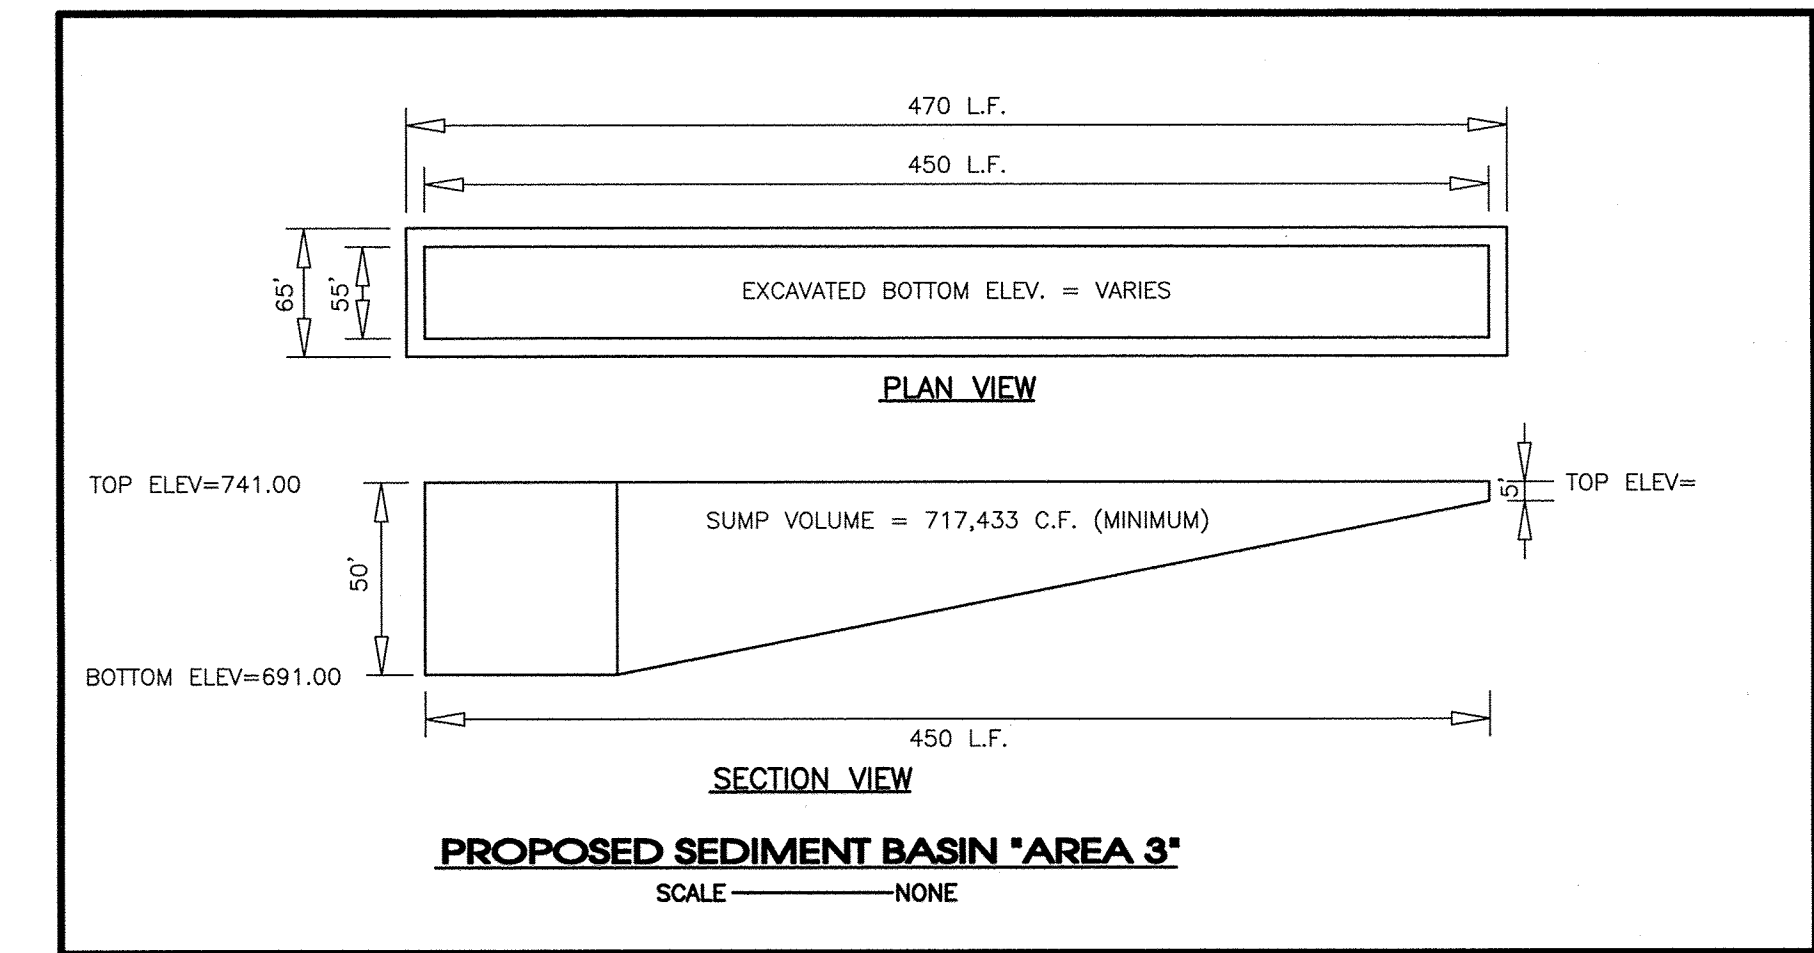 470 L.F.
450 L.F.
65'
55'
EXCAVATED BOTTOM ELEV. = VARIES
PLAN VIEW
TOP ELEV=741.00
SUMP VOLUME = 717,433 C.F. (MINIMUM)
5'
TOP ELEV=
50'
BOTTOM ELEV=691.00
450 L.F.
SECTION VIEW
PROPOSED SEDIMENT BASIN "AREA 3"
SCALE NONE